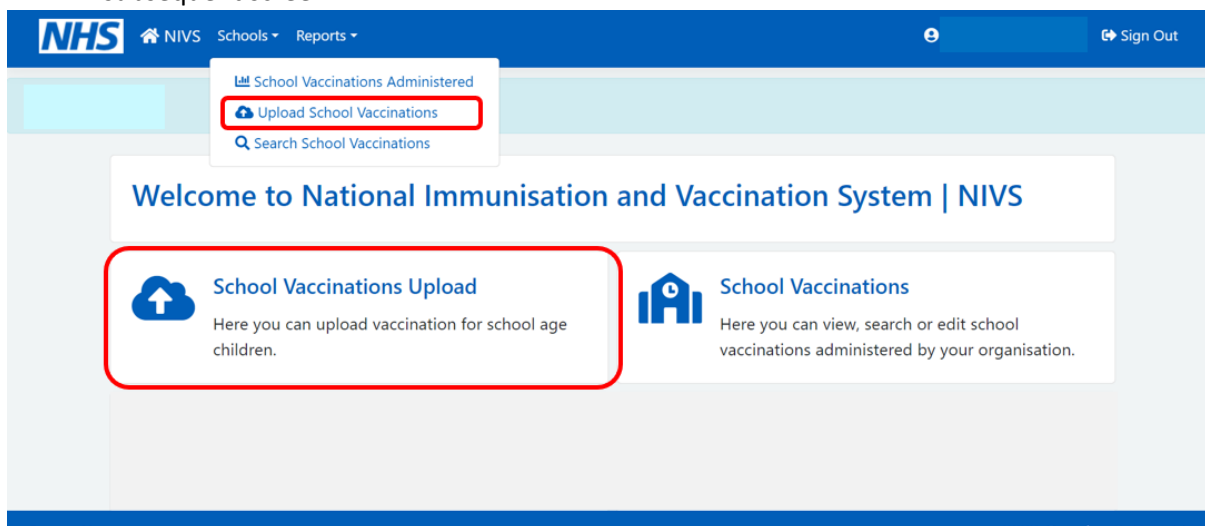 NHS NIVS Schools Reports Sign Out
School Vaccinations Administered
Upload School Vaccinations
Search School Vaccinations
Welcome to National Immunisation and Vaccination System | NIVS
School Vaccinations Upload
Here you can upload vaccination for school age
children.
School Vaccinations
Here you can view, search or edit school
vaccinations administered by your organisation.